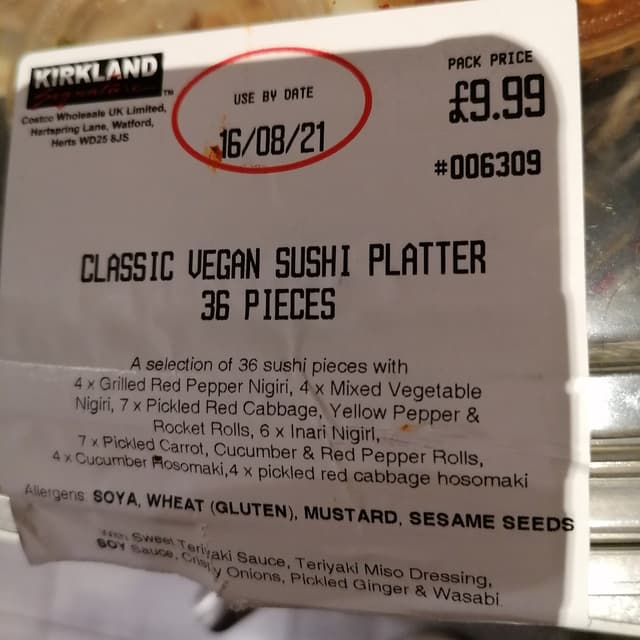 KIRKLAND
Signature™
Costco Wholesale UK Limited,
Hartspring Lane, Watford,
Herts WD25 8JS
USE BY DATE
16/08/21
PACK PRICE
£9.99
#006309
CLASSIC VEGAN SUSHI PLATTER
36 PIECES
A selection of 36 sushi pieces with
4 x Grilled Red Pepper Nigiri, 4 x Mixed Vegetable
Nigiri, 7 x Pickled Red Cabbage, Yellow Pepper &
Rocket Rolls, 6 x Inari Nigiri,
7 x Pickled Carrot, Cucumber & Red Pepper Rolls,
4 x Cucumber Hosomaki,4 x pickled red cabbage hosomaki
Allergens: SOYA, WHEAT (GLUTEN), MUSTARD, SESAME SEEDS
With Sweet Teriyaki Sauce, Teriyaki Miso Dressing,
SOY Sauce, Crispy Onions, Pickled Ginger & Wasabi